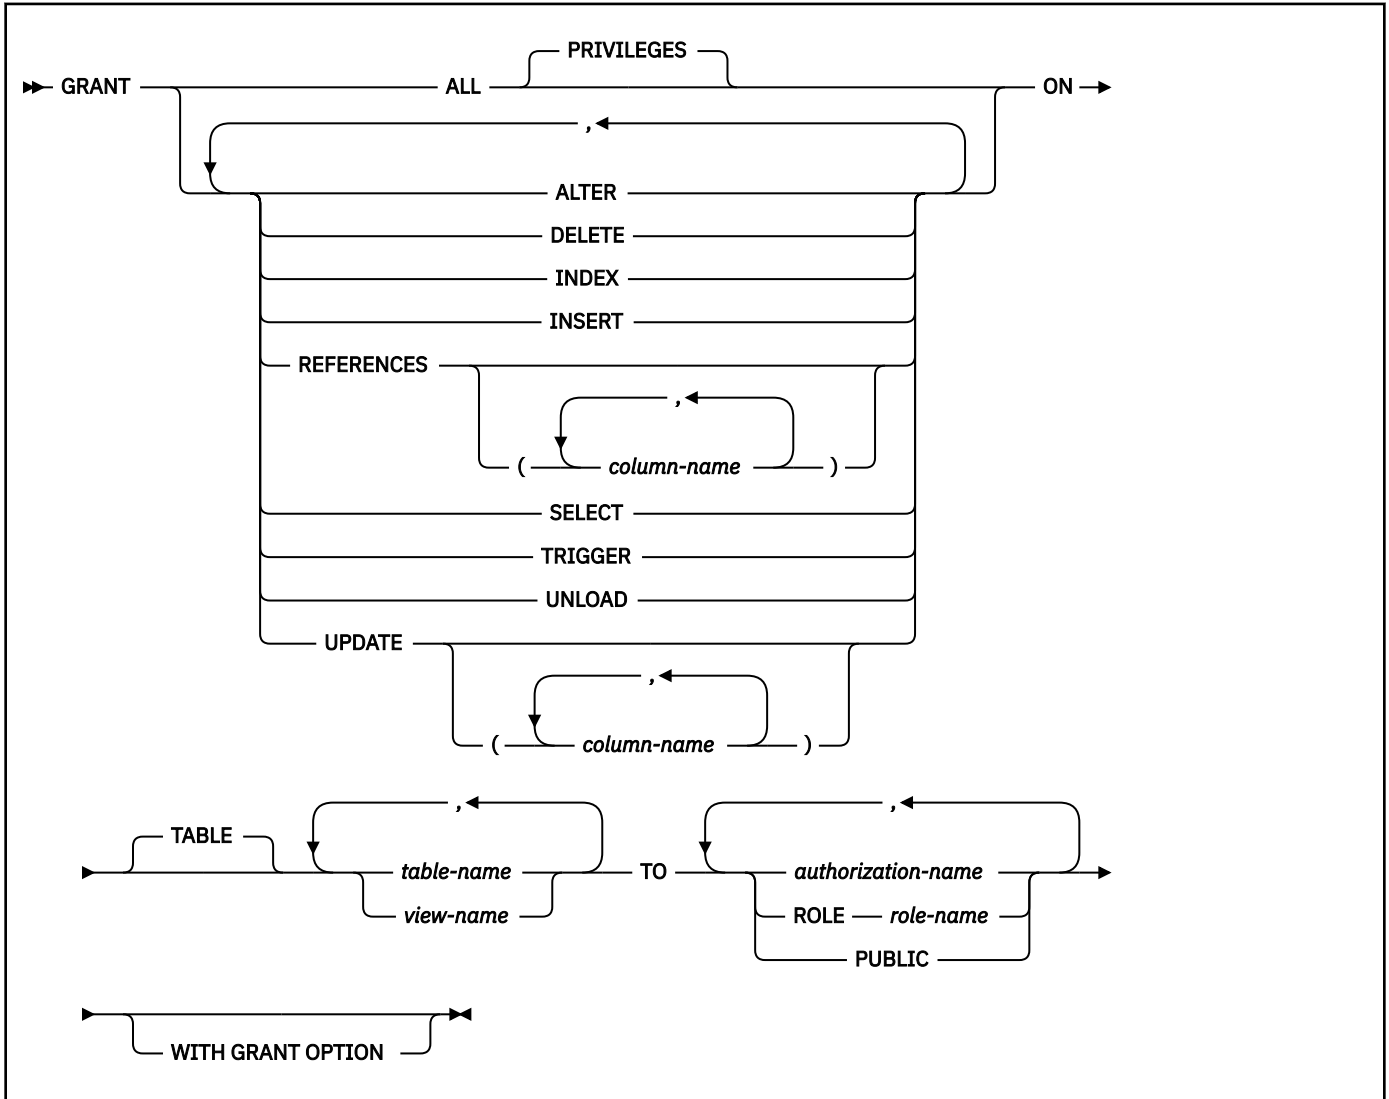 PRIVILEGES
GRANT ALL ON
,
ALTER
DELETE
INDEX
INSERT
REFERENCES
,
( column-name )
SELECT
TRIGGER
UNLOAD
UPDATE
,
( column-name )
, ,
TABLE
table-name TO authorization-name
view-name ROLE role-name
PUBLIC
WITH GRANT OPTION